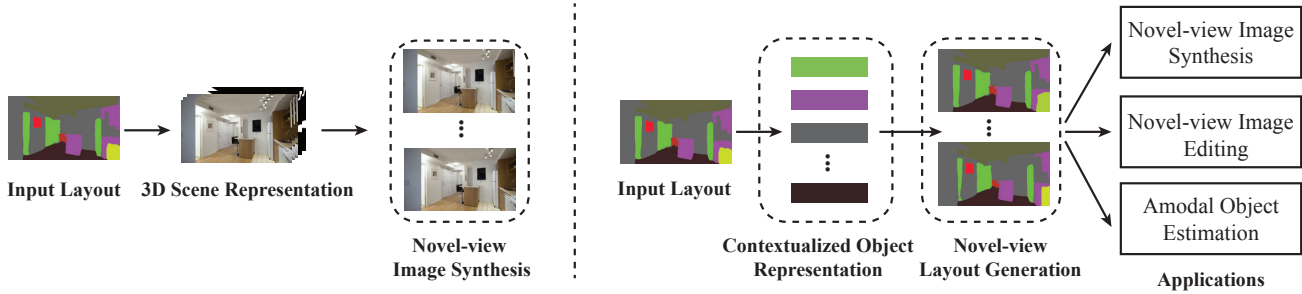 Input Layout
3D Scene Representation
Novel-view
Image Synthesis
Input Layout
Contextualized Object
Representation
Novel-view
Layout Generation
Novel-view Image
Synthesis
Novel-view Image
Editing
Amodal Object
Estimation
Applications